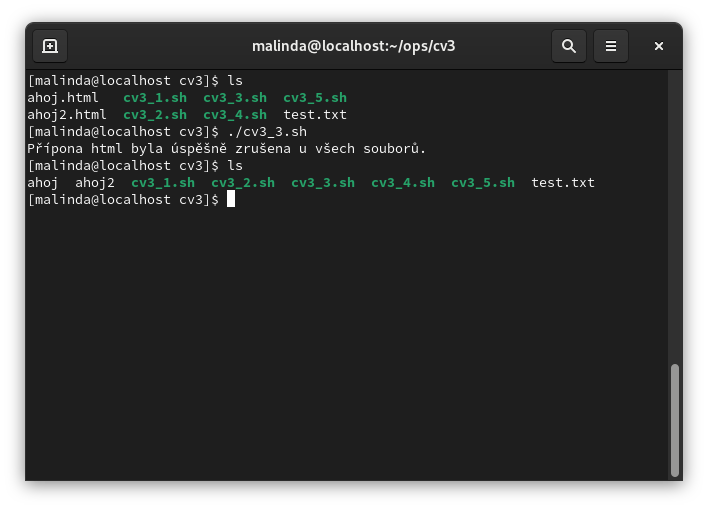 malinda@localhost:~/ops/cv3
[malinda@localhost cv3]$ ls
ahoj.html   cv3_1.sh  cv3_3.sh  cv3_5.sh
ahoj2.html  cv3_2.sh  cv3_4.sh  test.txt
[malinda@localhost cv3]$ ./cv3_3.sh
Přípona html byla úspěšně zrušena u všech souborů.
[malinda@localhost cv3]$ ls
ahoj  ahoj2  cv3_1.sh  cv3_2.sh  cv3_3.sh  cv3_4.sh  cv3_5.sh  test.txt
[malinda@localhost cv3]$